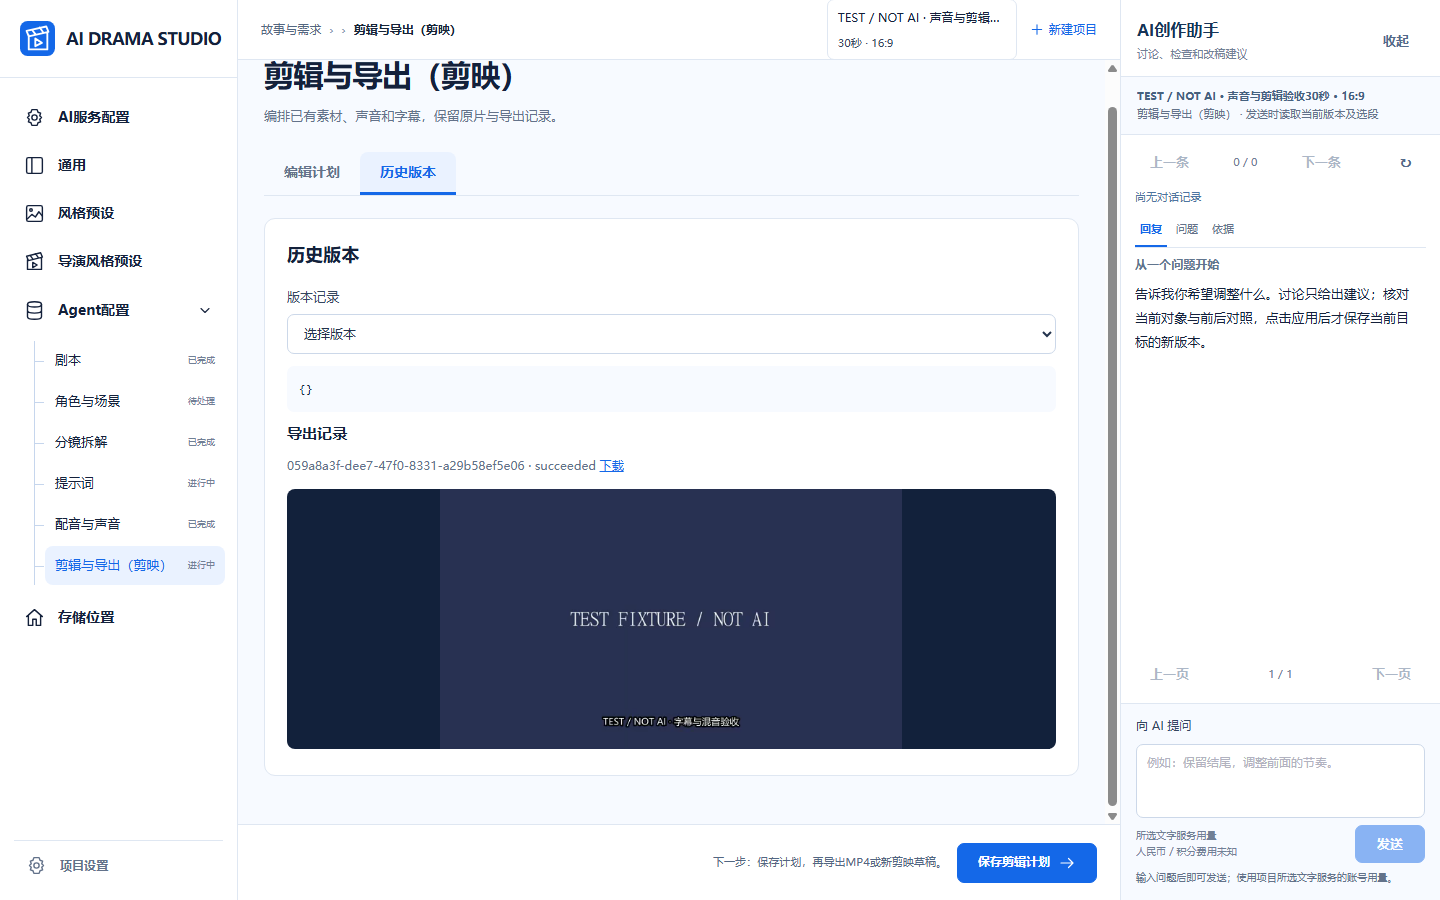 AI DRAMA STUDIO
AI服务配置
通用
风格预设
导演风格预设
Agent配置
剧本 已完成
角色与场景 待处理
分镜拆解 已完成
提示词 进行中
配音与声音 已完成
剪辑与导出（剪映） 进行中
存储位置
项目设置
故事与需求 › › 剪辑与导出（剪映）
TEST / NOT AI · 声音与剪辑...
30秒 · 16:9
+ 新建项目
剪辑与导出（剪映）
编排已有素材、声音和字幕，保留原片与导出记录。
编辑计划 历史版本
历史版本
版本记录
选择版本
{}
导出记录
059a8a3f-dee7-47f0-8331-a29b58ef5e06 · succeeded 下载
TEST FIXTURE / NOT AI
TEST / NOT AI · 字幕与混音验收
下一步：保存计划，再导出MP4或新剪映草稿。
保存剪辑计划 →
AI创作助手
讨论、检查和改稿建议
收起
TEST / NOT AI • 声音与剪辑验收30秒 • 16:9
剪辑与导出（剪映） · 发送时读取当前版本及选段
上一条 0 / 0 下一条 ↻
尚无对话记录
回复 问题 依据
从一个问题开始
告诉我你希望调整什么。讨论只给出建议；核对
当前对象与前后对照，点击应用后才保存当前目
标的新版本。
上一页 1 / 1 下一页
向 AI 提问
例如：保留结尾，调整前面的节奏。
所选文字服务用量
人民币 / 积分费用未知
发送
输入问题后即可发送；使用项目所选文字服务的账号用量。